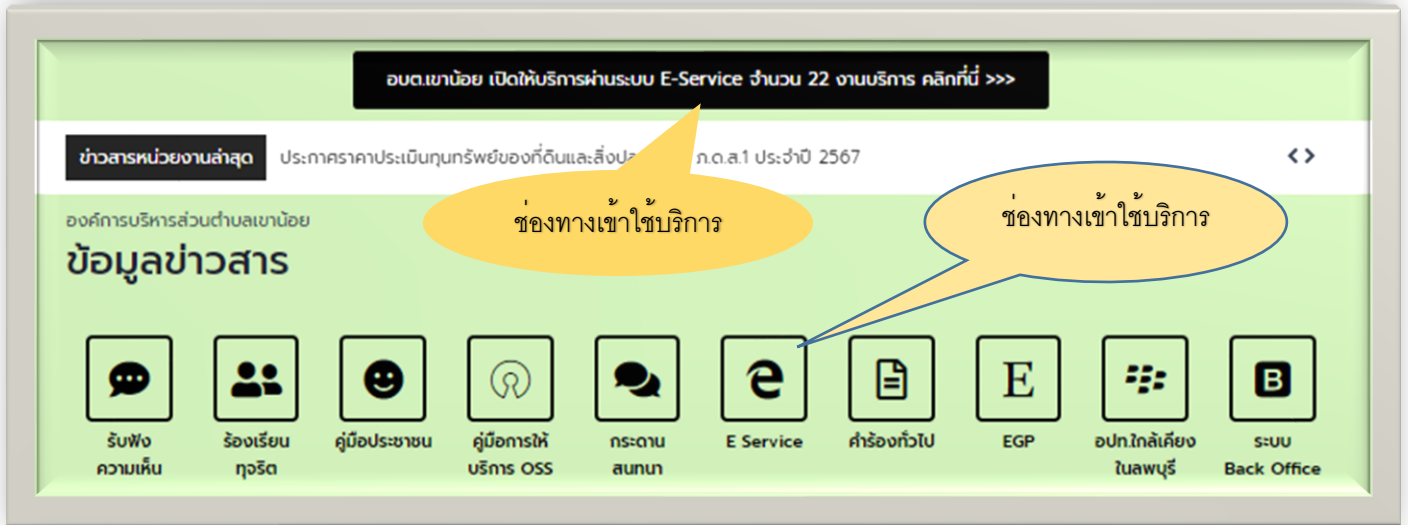 อบต.เขาน้อย เปิดให้บริการผ่านระบบ E-Service จำนวน 22 งานบริการ คลิกที่นี่ >>>
ข่าวสารหน่วยงานล่าสุด ประกาศราคาประเมินทุนทรัพย์ของที่ดินและสิ่งปล ภ.ด.ส.1 ประจำปี 2567
ช่องทางเข้าใช้บริการ ช่องทางเข้าใช้บริการ
องค์การบริหารส่วนตำบลเขาน้อย
ข้อมูลข่าวสาร
รับฟัง ร้องเรียน คู่มือประชาชน คู่มือการให้ กระดาน E Service คำร้องทั่วไป EGP อปท.ใกล้เคียง ระบบ
ความเห็น ทุจริต บริการ OSS สนทนา ในลพบุรี Back Office